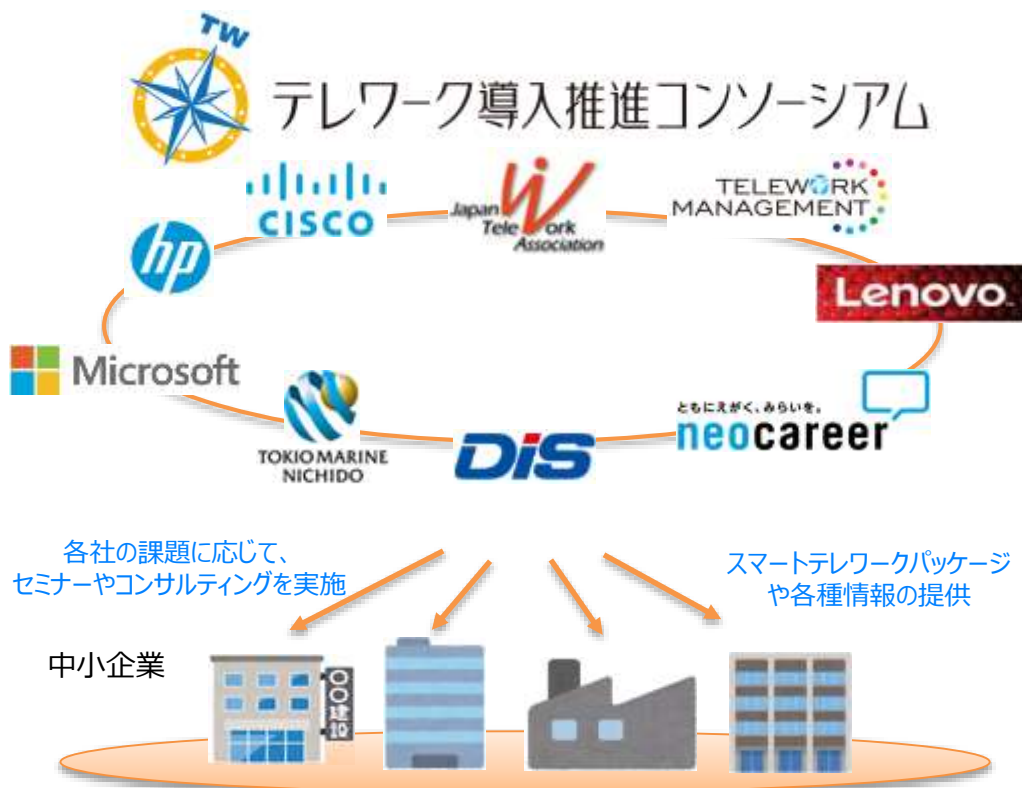 TW
テレワーク導入推進コンソーシアム
CISCO
Japan
Tele Work
Association
TELEWORK
MANAGEMENT
hp
Lenovo
Microsoft
TOKIO MARINE
NICHIDO
DiS
ともにえがく、みらいを。
neocareer
各社の課題に応じて、
セミナーやコンサルティングを実施
スマートテレワークパッケージ
や各種情報の提供
中小企業
〇〇建設